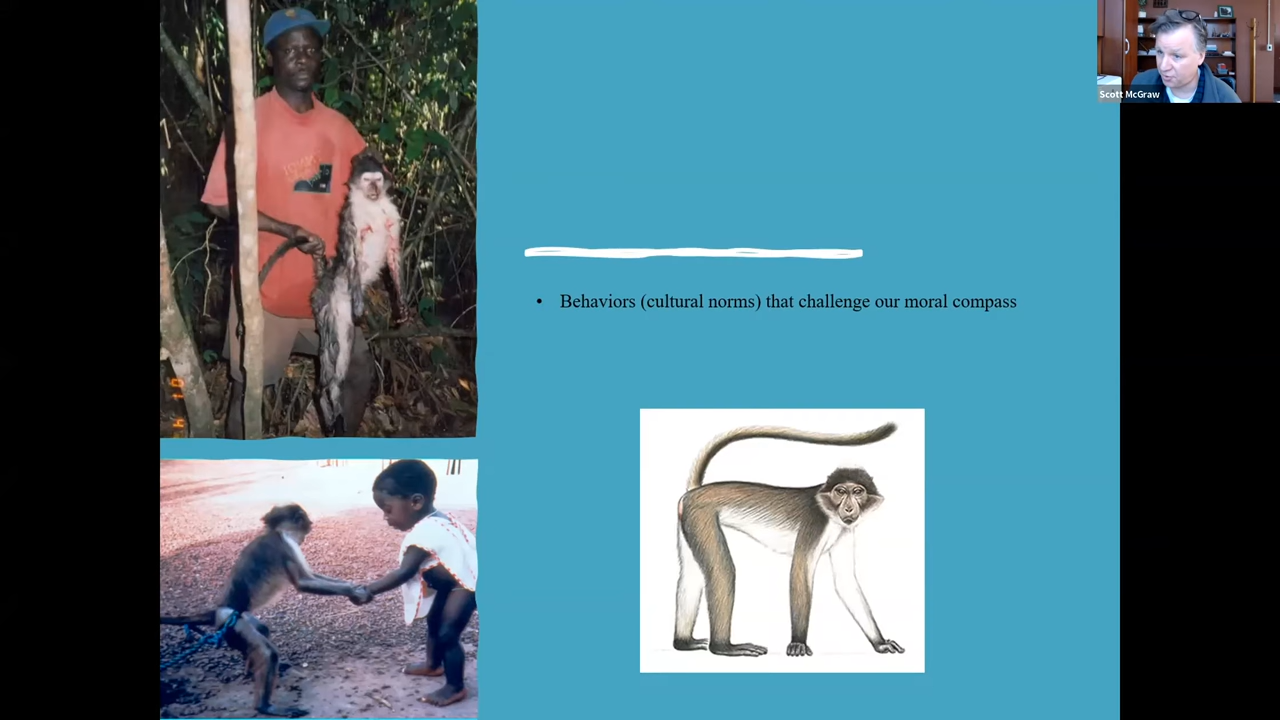 Scott McGraw
• Behaviors (cultural norms) that challenge our moral compass